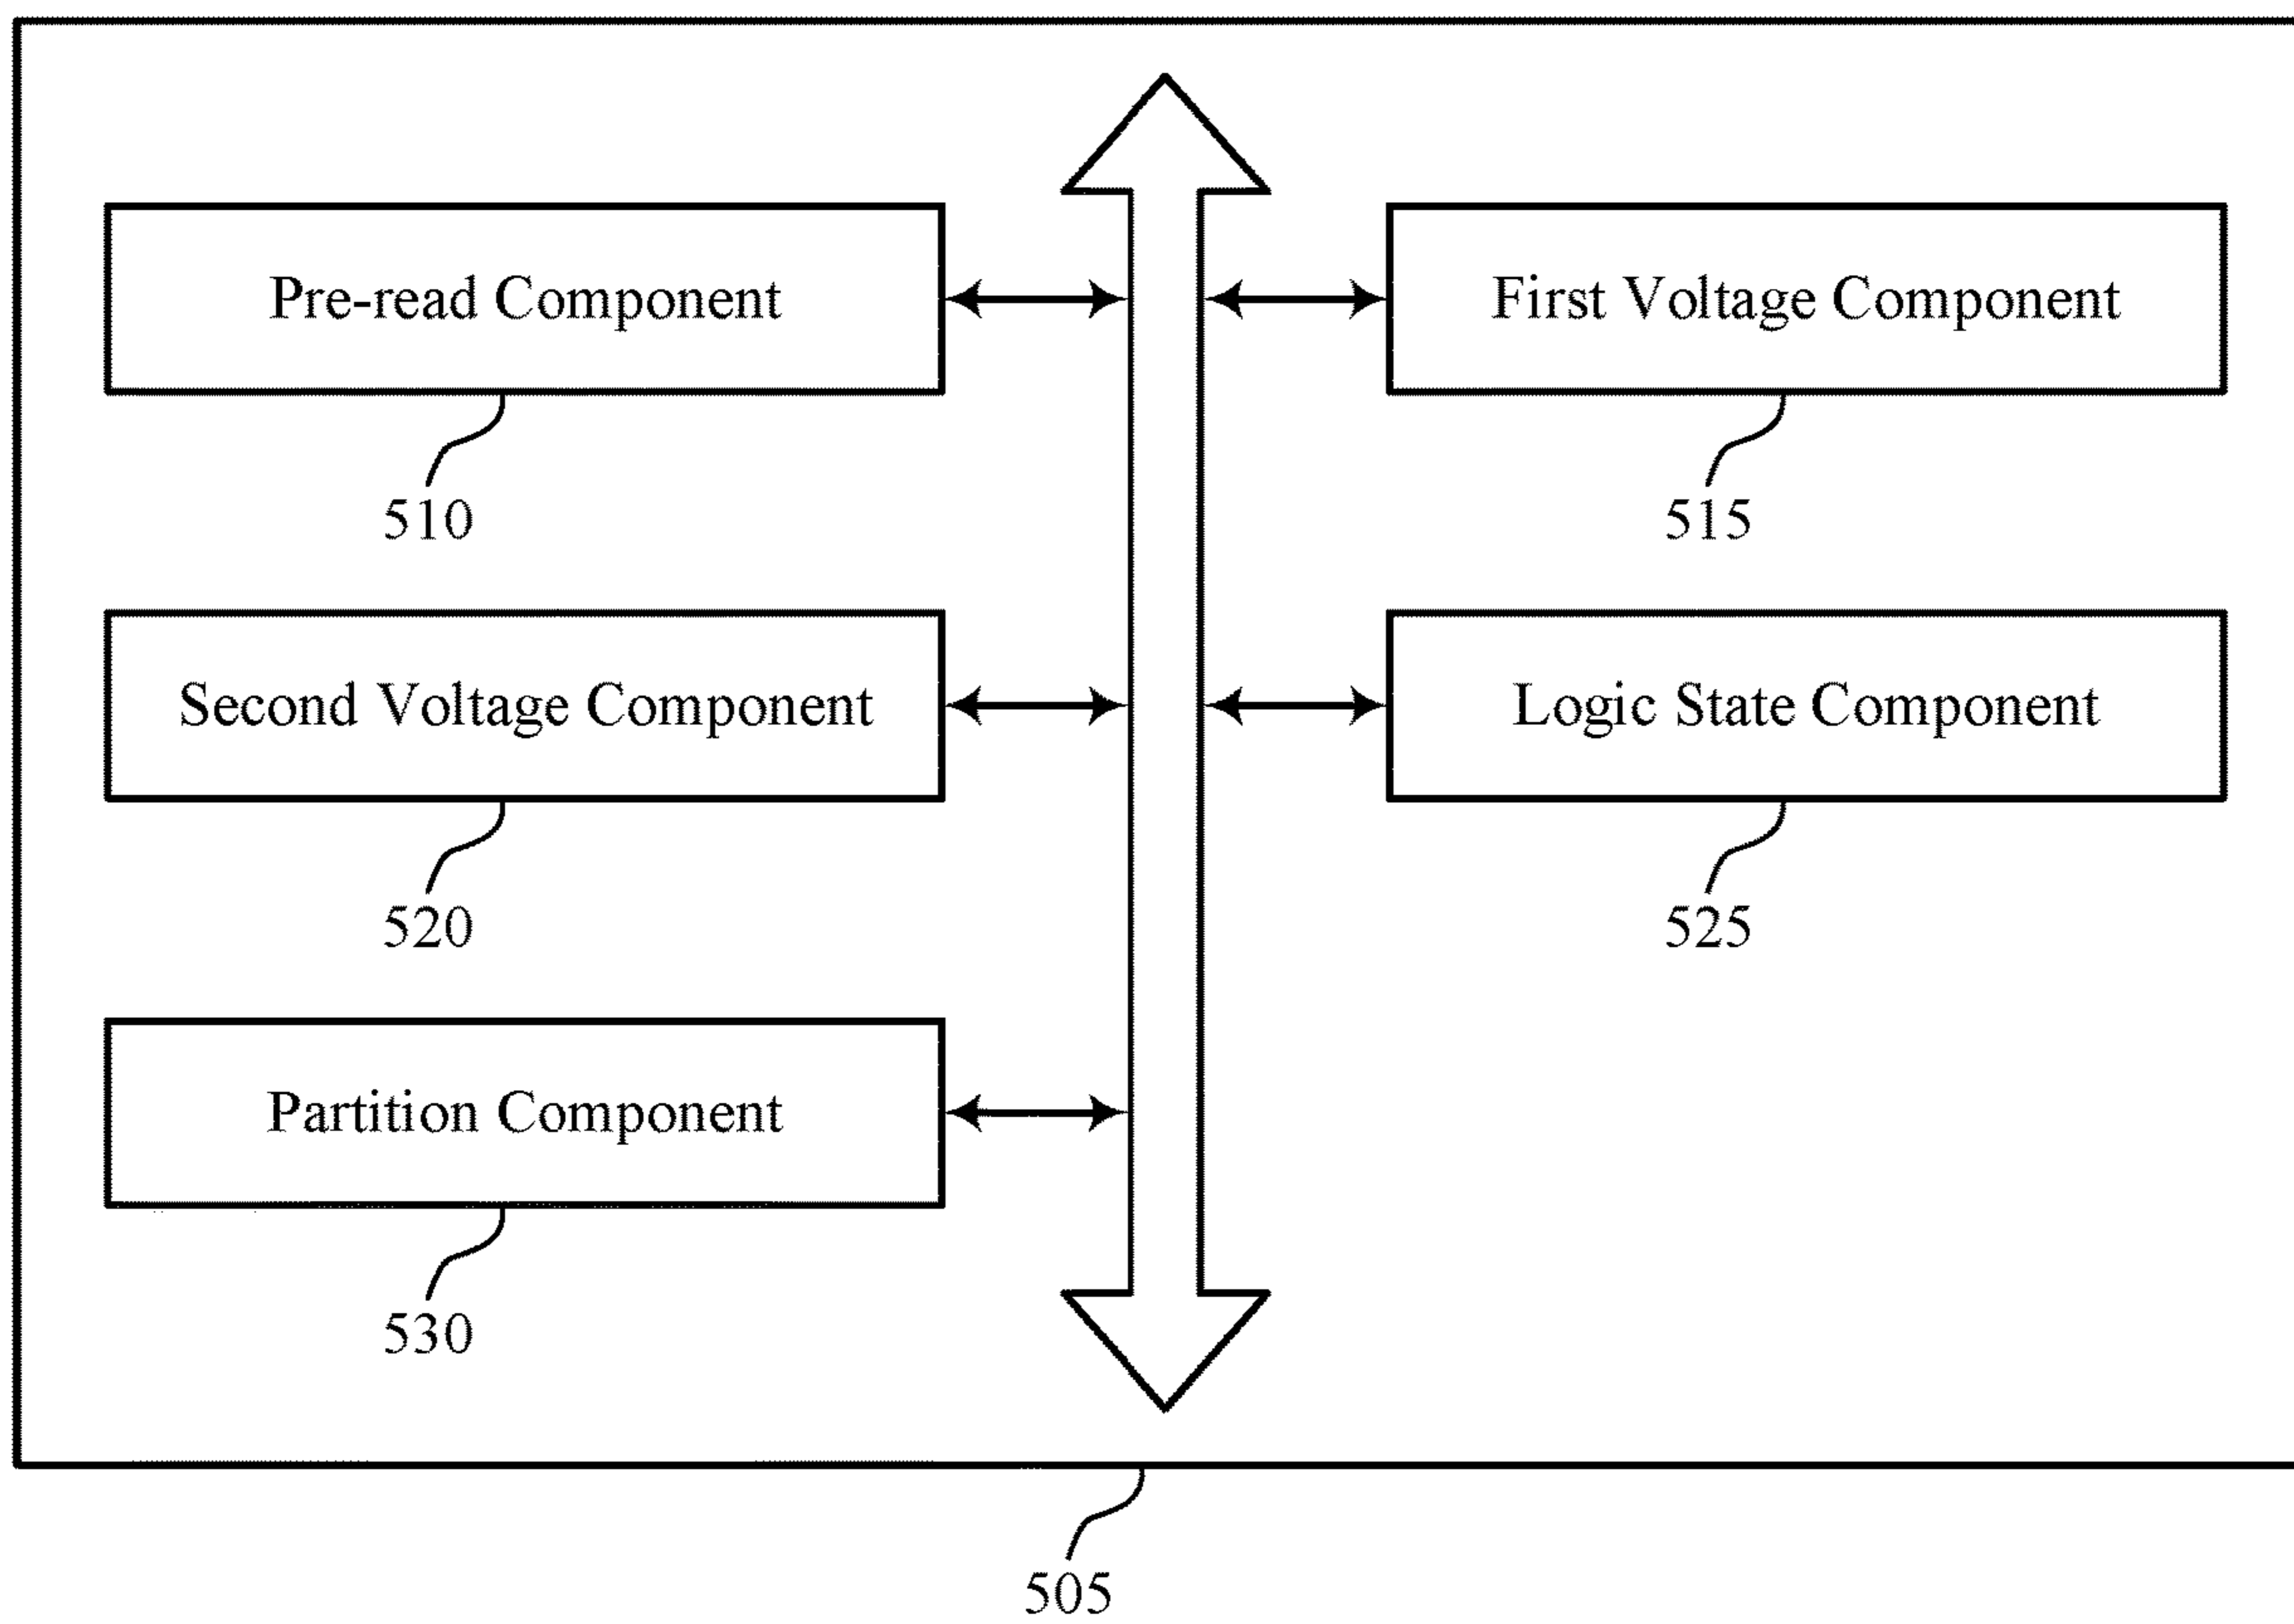 Pre-read Component
First Voltage Component
510
515
Second Voltage Component
Logic State Component
520
525
Partition Component
530
505